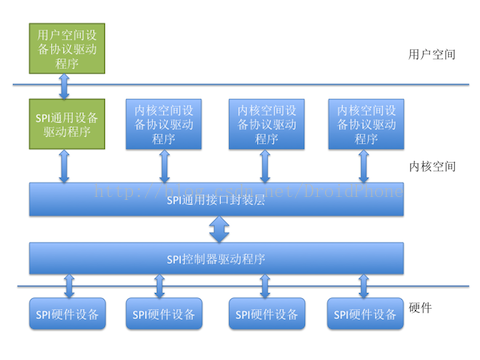 用户空间设
备协议驱动
程序
用户空间
SPI通用设备
驱动程序
内核空间设
备协议驱动
程序
内核空间设
备协议驱动
程序
内核空间设
备协议驱动
程序
内核空间
http://blog.csdn.net/DroidPhone
SPI通用接口封装层
SPI控制器驱动程序
硬件
SPI硬件设备
SPI硬件设备
SPI硬件设备
SPI硬件设备